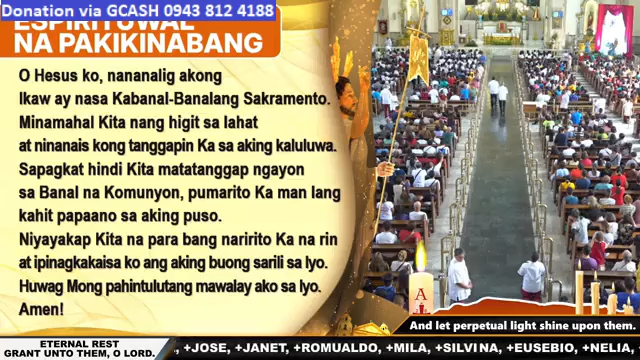 Donation via GCASH 0943 812 4188
ESPIRITUWAL
NA PAKIKINABANG
O Hesus ko, nananalig akong
Ikaw ay nasa Kabanal-Banalang Sakramento.
Minamahal Kita nang higit sa lahat
at ninanais kong tanggapin Ka sa aking kaluluwa.
Sapagkat hindi Kita matatanggap ngayon
sa Banal na Komunyon, pumarito Ka man lang
kahit papaano sa aking puso.
Niyayakap Kita na para bang naririto Ka na rin
at ipinagkakaisa ko ang aking buong sarili sa Iyo.
Huwag Mong pahintulutang mawalay ako sa Iyo.
Amen!
A
And let perpetual light shine upon them.
ETERNAL REST
GRANT UNTO THEM, O LORD.
, +JOSE, +JANET, +ROMUALDO, +MILA, +SILVINA, +EUSEBIO, +NELIA,